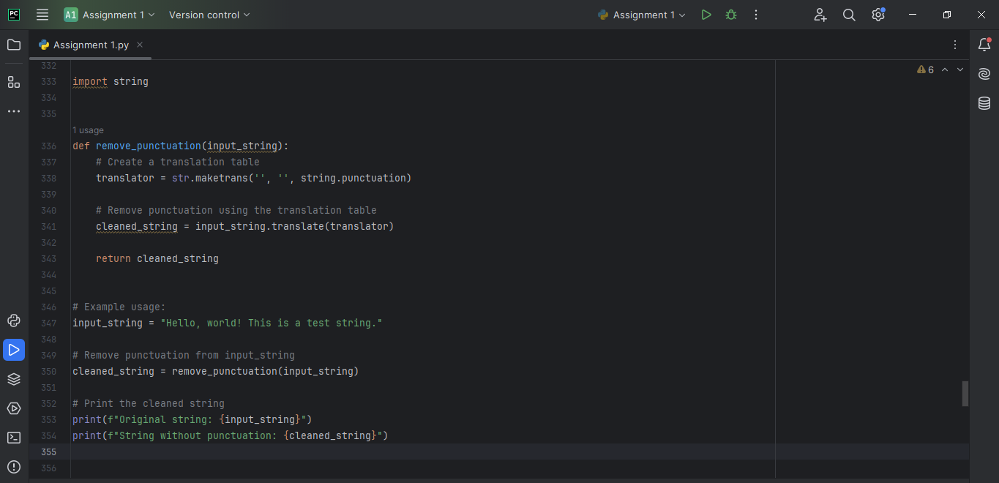 PC A1 Assignment 1 Version control Assignment 1
Assignment 1.py
332
333 import string 6
334
335
1 usage
336 def remove_punctuation(input_string):
337     # Create a translation table
338     translator = str.maketrans('', '', string.punctuation)
339
340     # Remove punctuation using the translation table
341     cleaned_string = input_string.translate(translator)
342
343     return cleaned_string
344
345
346 # Example usage:
347 input_string = "Hello, world! This is a test string."
348
349 # Remove punctuation from input_string
350 cleaned_string = remove_punctuation(input_string)
351
352 # Print the cleaned string
353 print(f"Original string: {input_string}")
354 print(f"String without punctuation: {cleaned_string}")
355
356